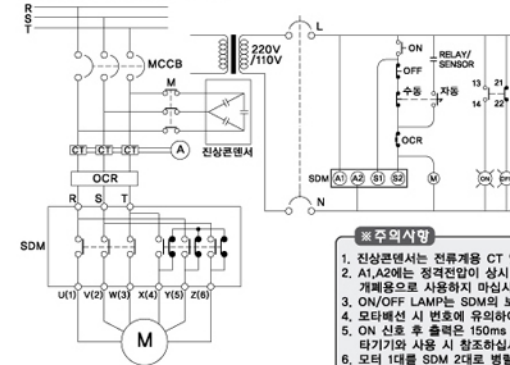 R
S
T
MCCB
M
220V
/110V
진상콘덴서
CT CT CT A
OCR
R S T
SDM
U(1) V(2) W(3) X(4) Y(5) Z(6)
M
L
ON
OFF
RELAY/
SENSOR
수동 자동
13 21
14 22
OCR
SDM A1 A2 S1 S2 M ON
N
※주의사항
1. 진상콘덴서는 전류계용 CT
2. A1,A2에는 정격전압이 상시
개폐용으로 사용하지 마십시
3. ON/OFF LAMP는 SDM의 보
4. 모타배선 시 번호에 유의하여
5. ON 신호 후 출력은 150ms
타기기와 사용 시 참조하십시
6. 모터 1대를 SDM 2대로 병렬